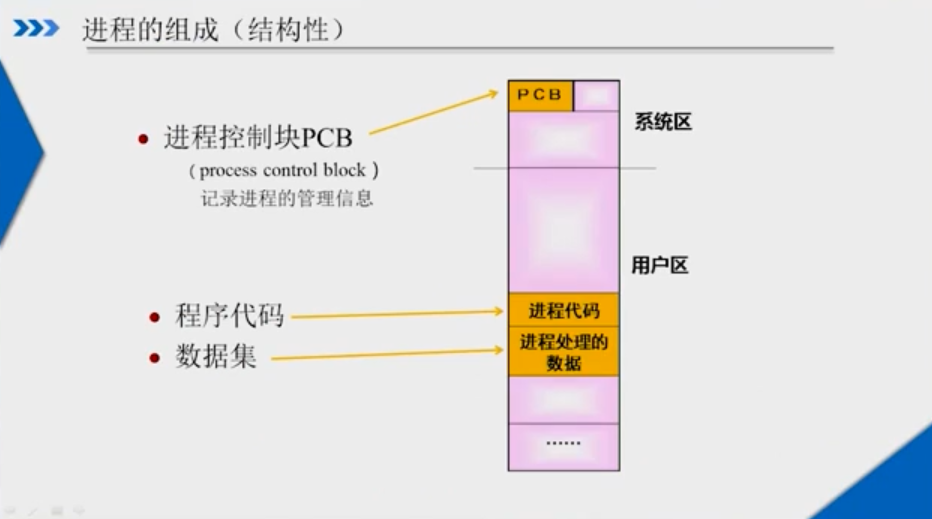 进程的组成（结构性）
进程控制块PCB
（process control block）
记录进程的管理信息
程序代码
数据集
PCB
系统区
用户区
进程代码
进程处理的
数据
······